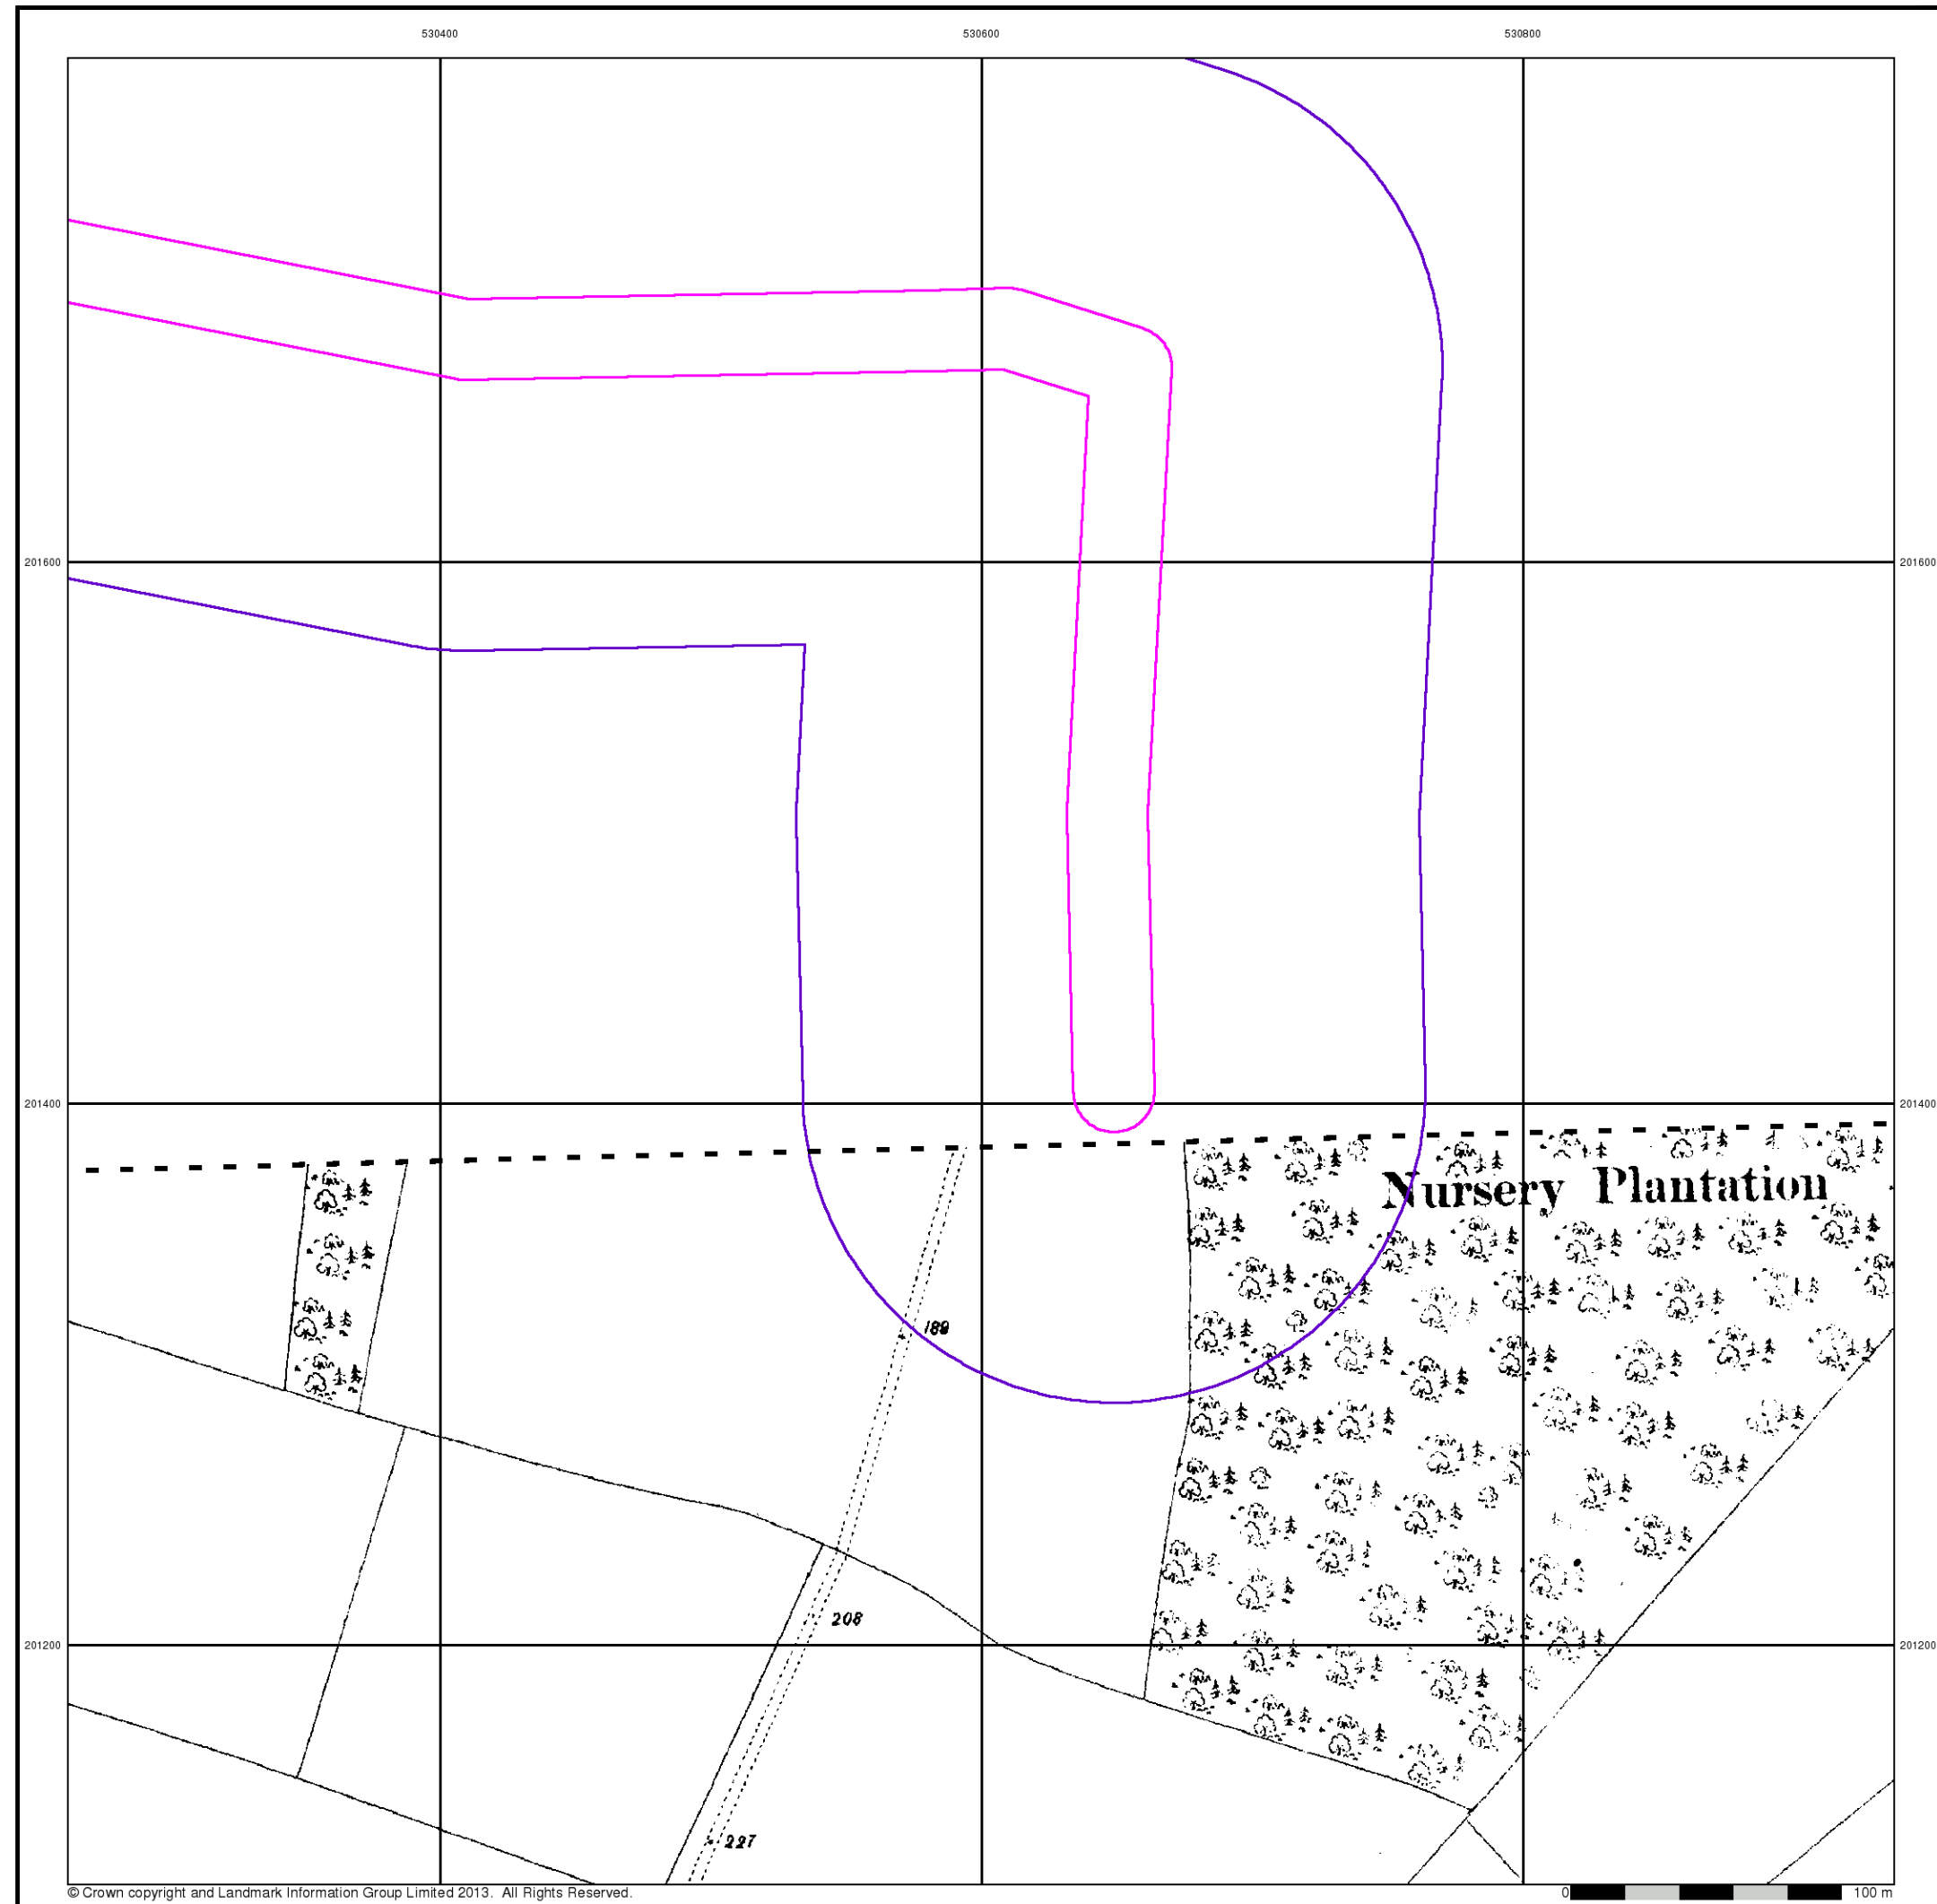 530400 530600 530800
201600 201600
201400 201400
Nursery Plantation
189
208
201200 201200
227
© Crown copyright and Landmark Information Group Limited 2013. All Rights Reserved. 0 100 m